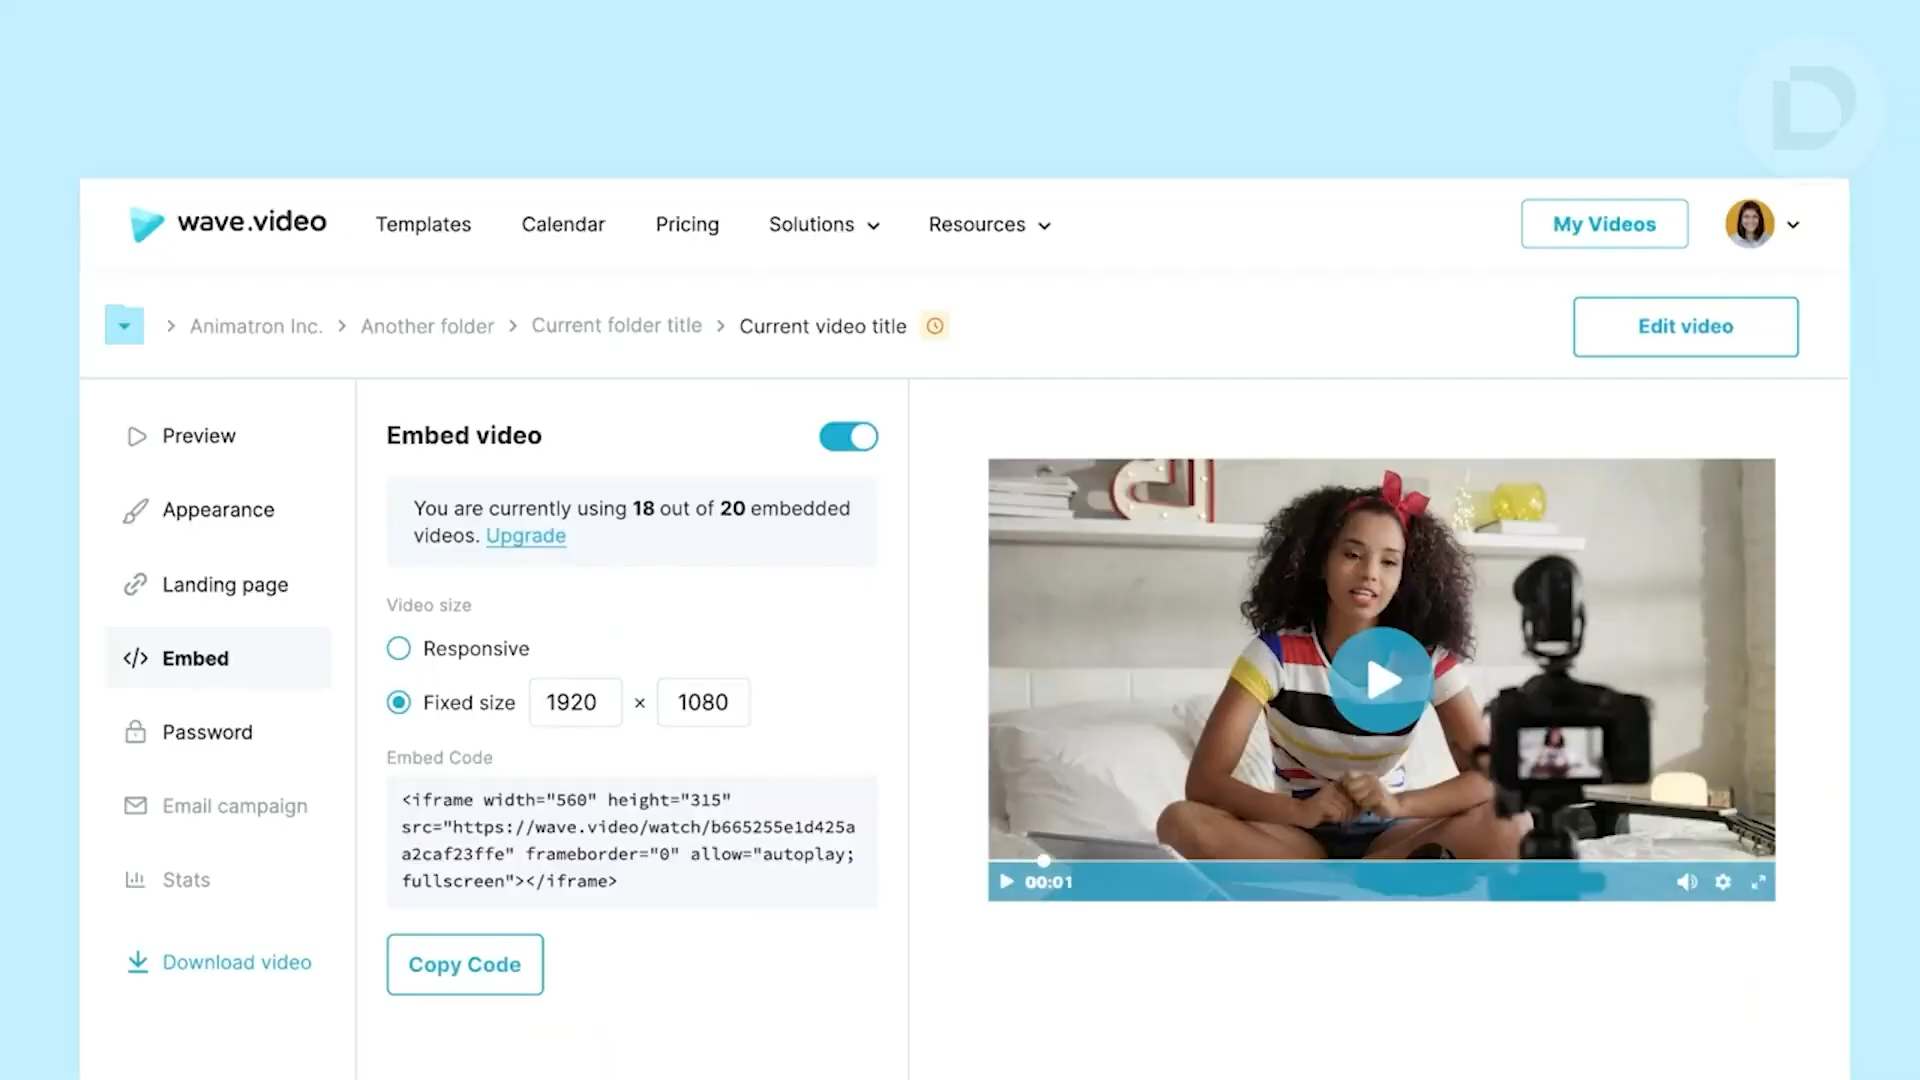 wave.video
Templates
Calendar
Pricing
Solutions
Resources
My Videos
Animatron Inc.
Another folder
Current folder title
Current video title
Edit video
Preview
Appearance
Landing page
Embed
Password
Email campaign
Stats
Download video
Embed video
You are currently using 18 out of 20 embedded
videos. Upgrade
Video size
Responsive
Fixed size 1920 × 1080
Embed Code
<iframe width="560" height="315"
src="https://wave.video/watch/b665255e1d425a
a2caf23ffe" frameborder="0" allow="autoplay;
fullscreen"></iframe>
Copy Code
00:01